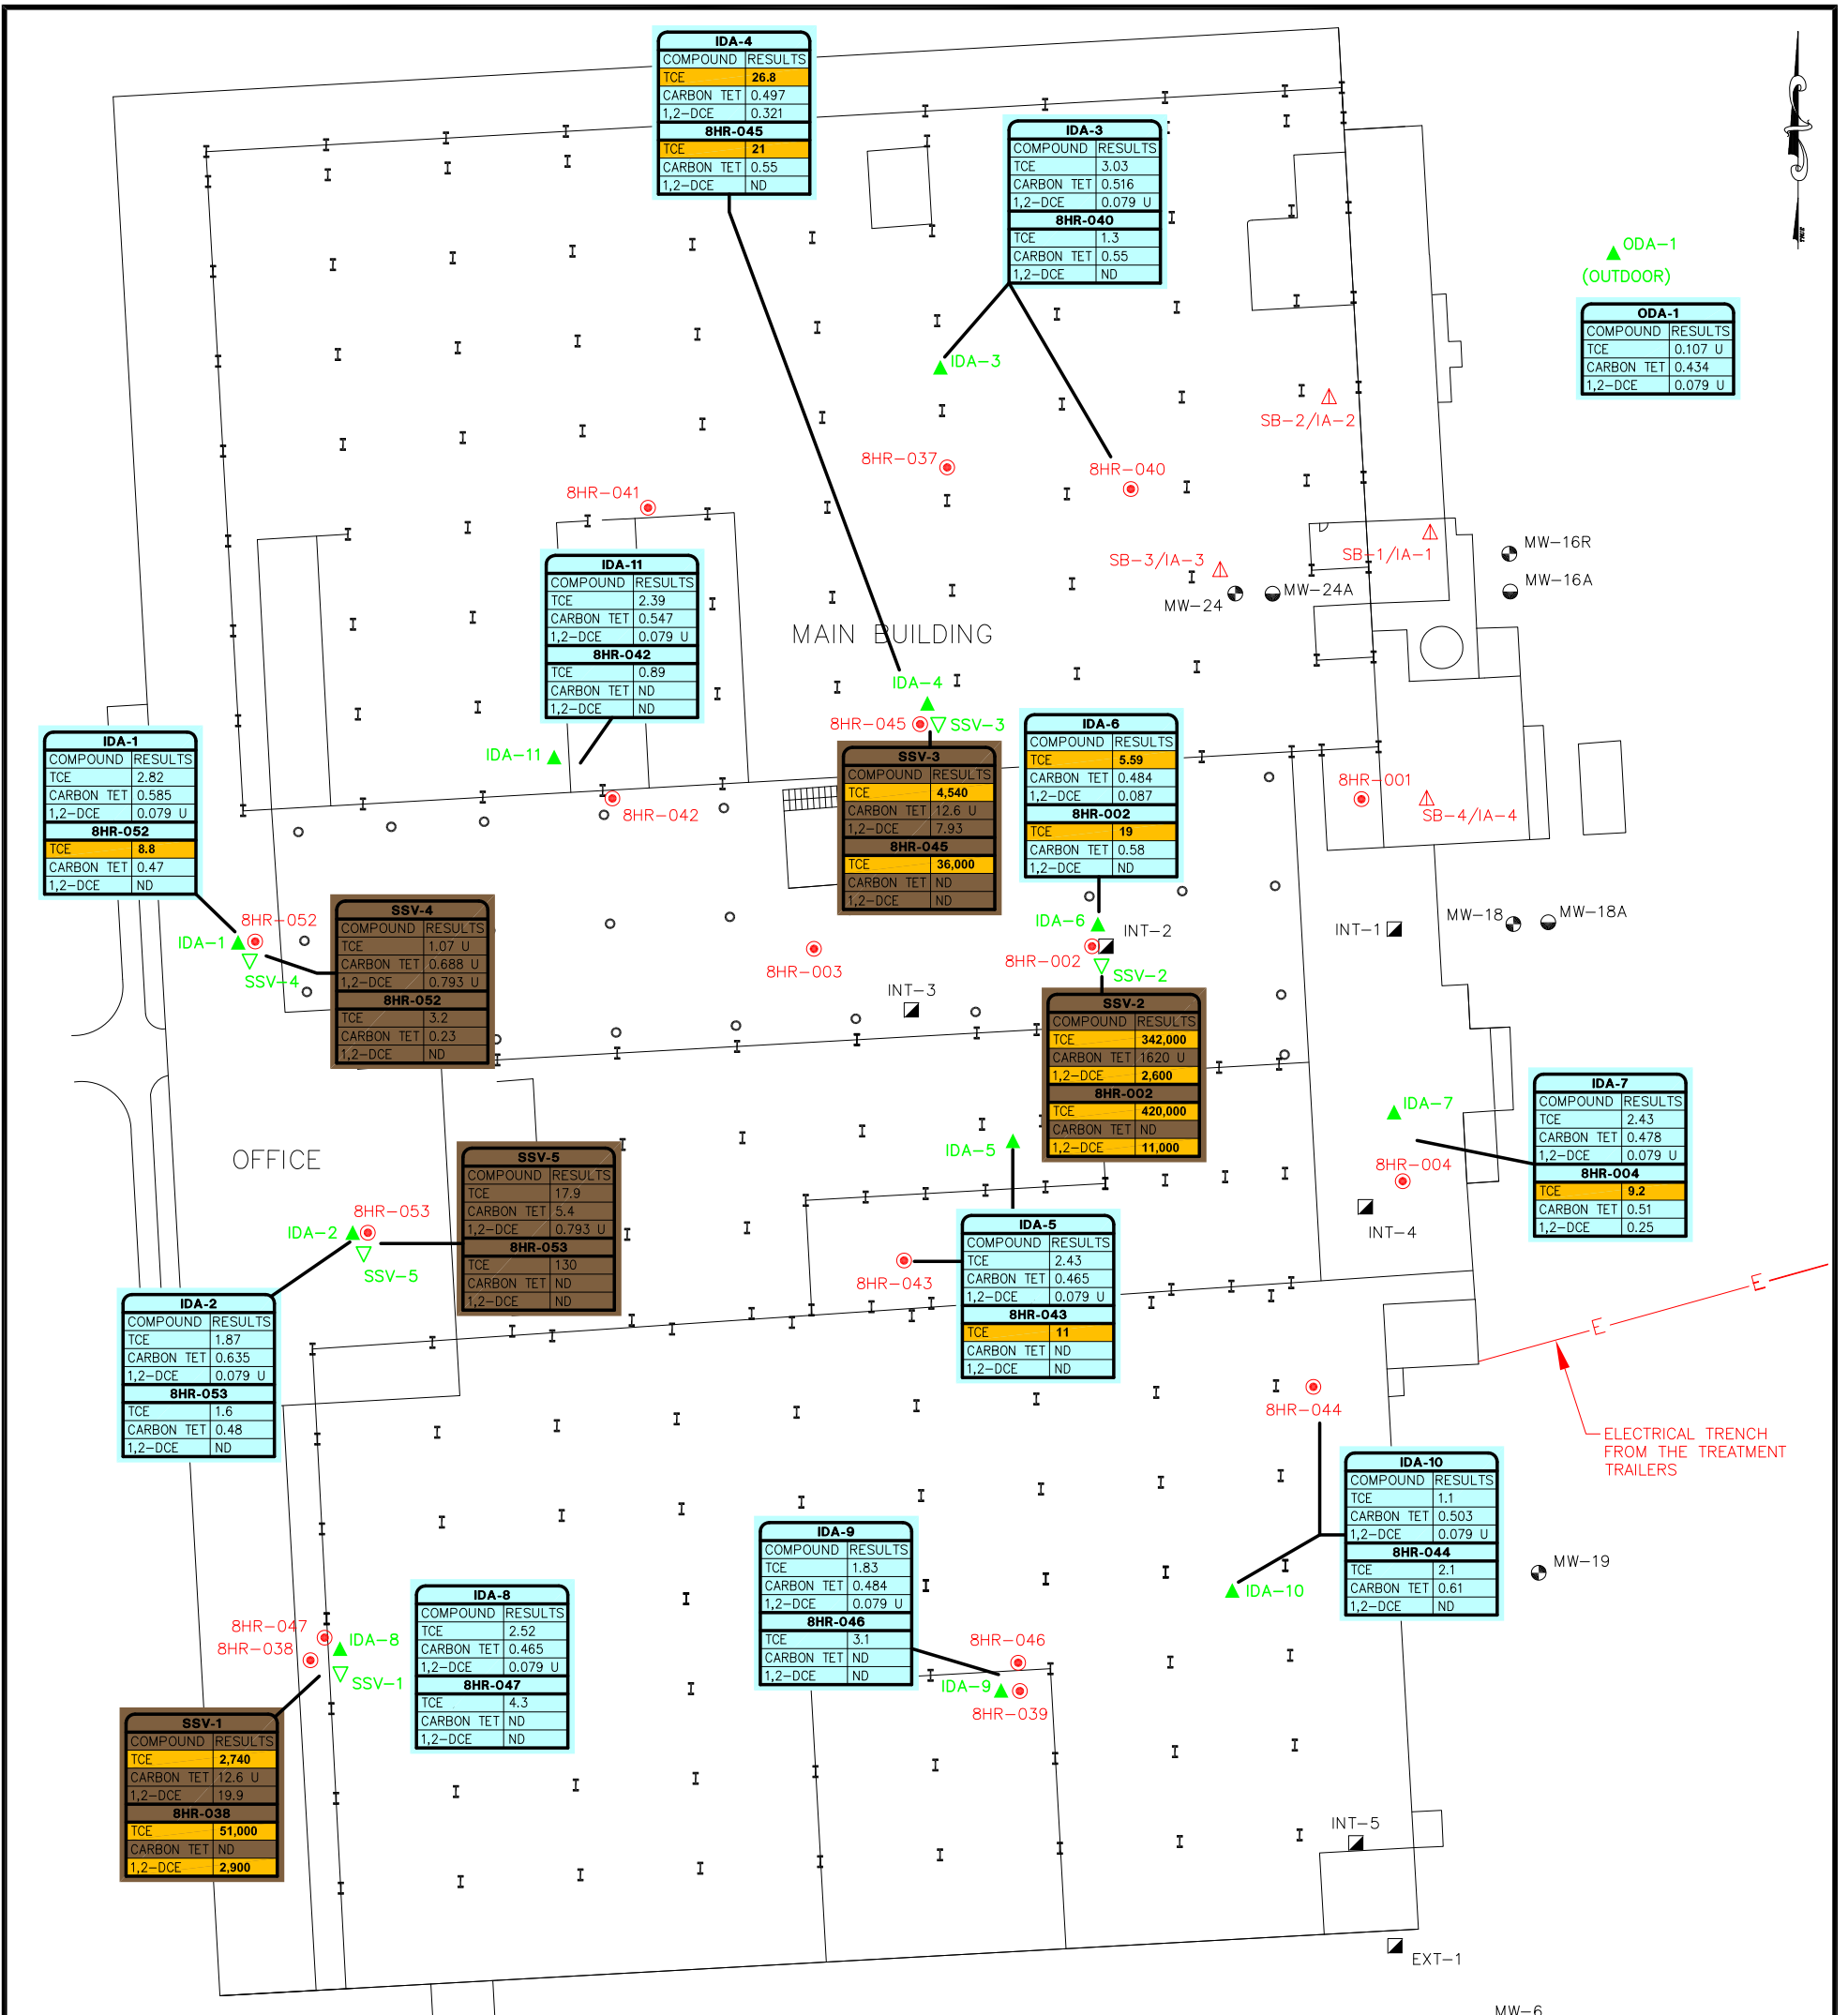 IDA-4
COMPOUND RESULTS
TCE 26.8
CARBON TET 0.497
1,2-DCE 0.321
8HR-045
TCE 21
CARBON TET 0.55
1,2-DCE ND
IDA-3
COMPOUND RESULTS
TCE 3.03
CARBON TET 0.516
1,2-DCE 0.079 U
8HR-040
TCE 1.3
CARBON TET 0.55
1,2-DCE ND
ODA-1
(OUTDOOR)
ODA-1
COMPOUND RESULTS
TCE 0.107 U
CARBON TET 0.434
1,2-DCE 0.079 U
IDA-3
SB-2/IA-2
8HR-037
8HR-040
8HR-041
SB-3/IA-3
SB-1/IA-1
MW-16R
MW-16A
MW-24
MW-24A
IDA-11
COMPOUND RESULTS
TCE 2.39
CARBON TET 0.547
1,2-DCE 0.079 U
8HR-042
TCE 0.89
CARBON TET ND
1,2-DCE ND
MAIN BUILDING
IDA-4
8HR-045
SSV-3
IDA-11
8HR-042
IDA-1
COMPOUND RESULTS
TCE 2.82
CARBON TET 0.585
1,2-DCE 0.079 U
8HR-052
TCE 8.8
CARBON TET 0.47
1,2-DCE ND
SSV-3
COMPOUND RESULTS
TCE 4,540
CARBON TET 12.6 U
1,2-DCE 7.93
8HR-045
TCE 36,000
CARBON TET ND
1,2-DCE ND
IDA-6
COMPOUND RESULTS
TCE 5.59
CARBON TET 0.484
1,2-DCE 0.087
8HR-002
TCE 19
CARBON TET 0.58
1,2-DCE ND
8HR-001
SB-4/IA-4
8HR-052
IDA-1
SSV-4
SSV-4
COMPOUND RESULTS
TCE 1.07 U
CARBON TET 0.688 U
1,2-DCE 0.793 U
8HR-052
TCE 3.2
CARBON TET 0.23
1,2-DCE ND
8HR-003
INT-3
IDA-6
INT-2
8HR-002
SSV-2
INT-1
MW-18
MW-18A
SSV-2
COMPOUND RESULTS
TCE 342,000
CARBON TET 1620 U
1,2-DCE 2,600
8HR-002
TCE 420,000
CARBON TET ND
1,2-DCE 11,000
IDA-7
8HR-004
INT-4
IDA-7
COMPOUND RESULTS
TCE 2.43
CARBON TET 0.478
1,2-DCE 0.079 U
8HR-004
TCE 9.2
CARBON TET 0.51
1,2-DCE 0.25
OFFICE
IDA-5
8HR-053
IDA-2
SSV-5
SSV-5
COMPOUND RESULTS
TCE 17.9
CARBON TET 5.4
1,2-DCE 0.793 U
8HR-053
TCE 130
CARBON TET ND
1,2-DCE ND
8HR-043
IDA-5
COMPOUND RESULTS
TCE 2.43
CARBON TET 0.465
1,2-DCE 0.079 U
8HR-043
TCE 11
CARBON TET ND
1,2-DCE ND
IDA-2
COMPOUND RESULTS
TCE 1.87
CARBON TET 0.635
1,2-DCE 0.079 U
8HR-053
TCE 1.6
CARBON TET 0.48
1,2-DCE ND
E
E
ELECTRICAL TRENCH
FROM THE TREATMENT
TRAILERS
8HR-044
IDA-10
COMPOUND RESULTS
TCE 1.1
CARBON TET 0.503
1,2-DCE 0.079 U
8HR-044
TCE 2.1
CARBON TET 0.61
1,2-DCE ND
IDA-10
MW-19
IDA-9
COMPOUND RESULTS
TCE 1.83
CARBON TET 0.484
1,2-DCE 0.079 U
8HR-046
TCE 3.1
CARBON TET ND
1,2-DCE ND
8HR-046
IDA-9
8HR-039
IDA-8
COMPOUND RESULTS
TCE 2.52
CARBON TET 0.465
1,2-DCE 0.079 U
8HR-047
TCE 4.3
CARBON TET ND
1,2-DCE ND
8HR-047
8HR-038
IDA-8
SSV-1
SSV-1
COMPOUND RESULTS
TCE 2,740
CARBON TET 12.6 U
1,2-DCE 19.9
8HR-038
TCE 51,000
CARBON TET ND
1,2-DCE 2,900
INT-5
EXT-1
MW-6